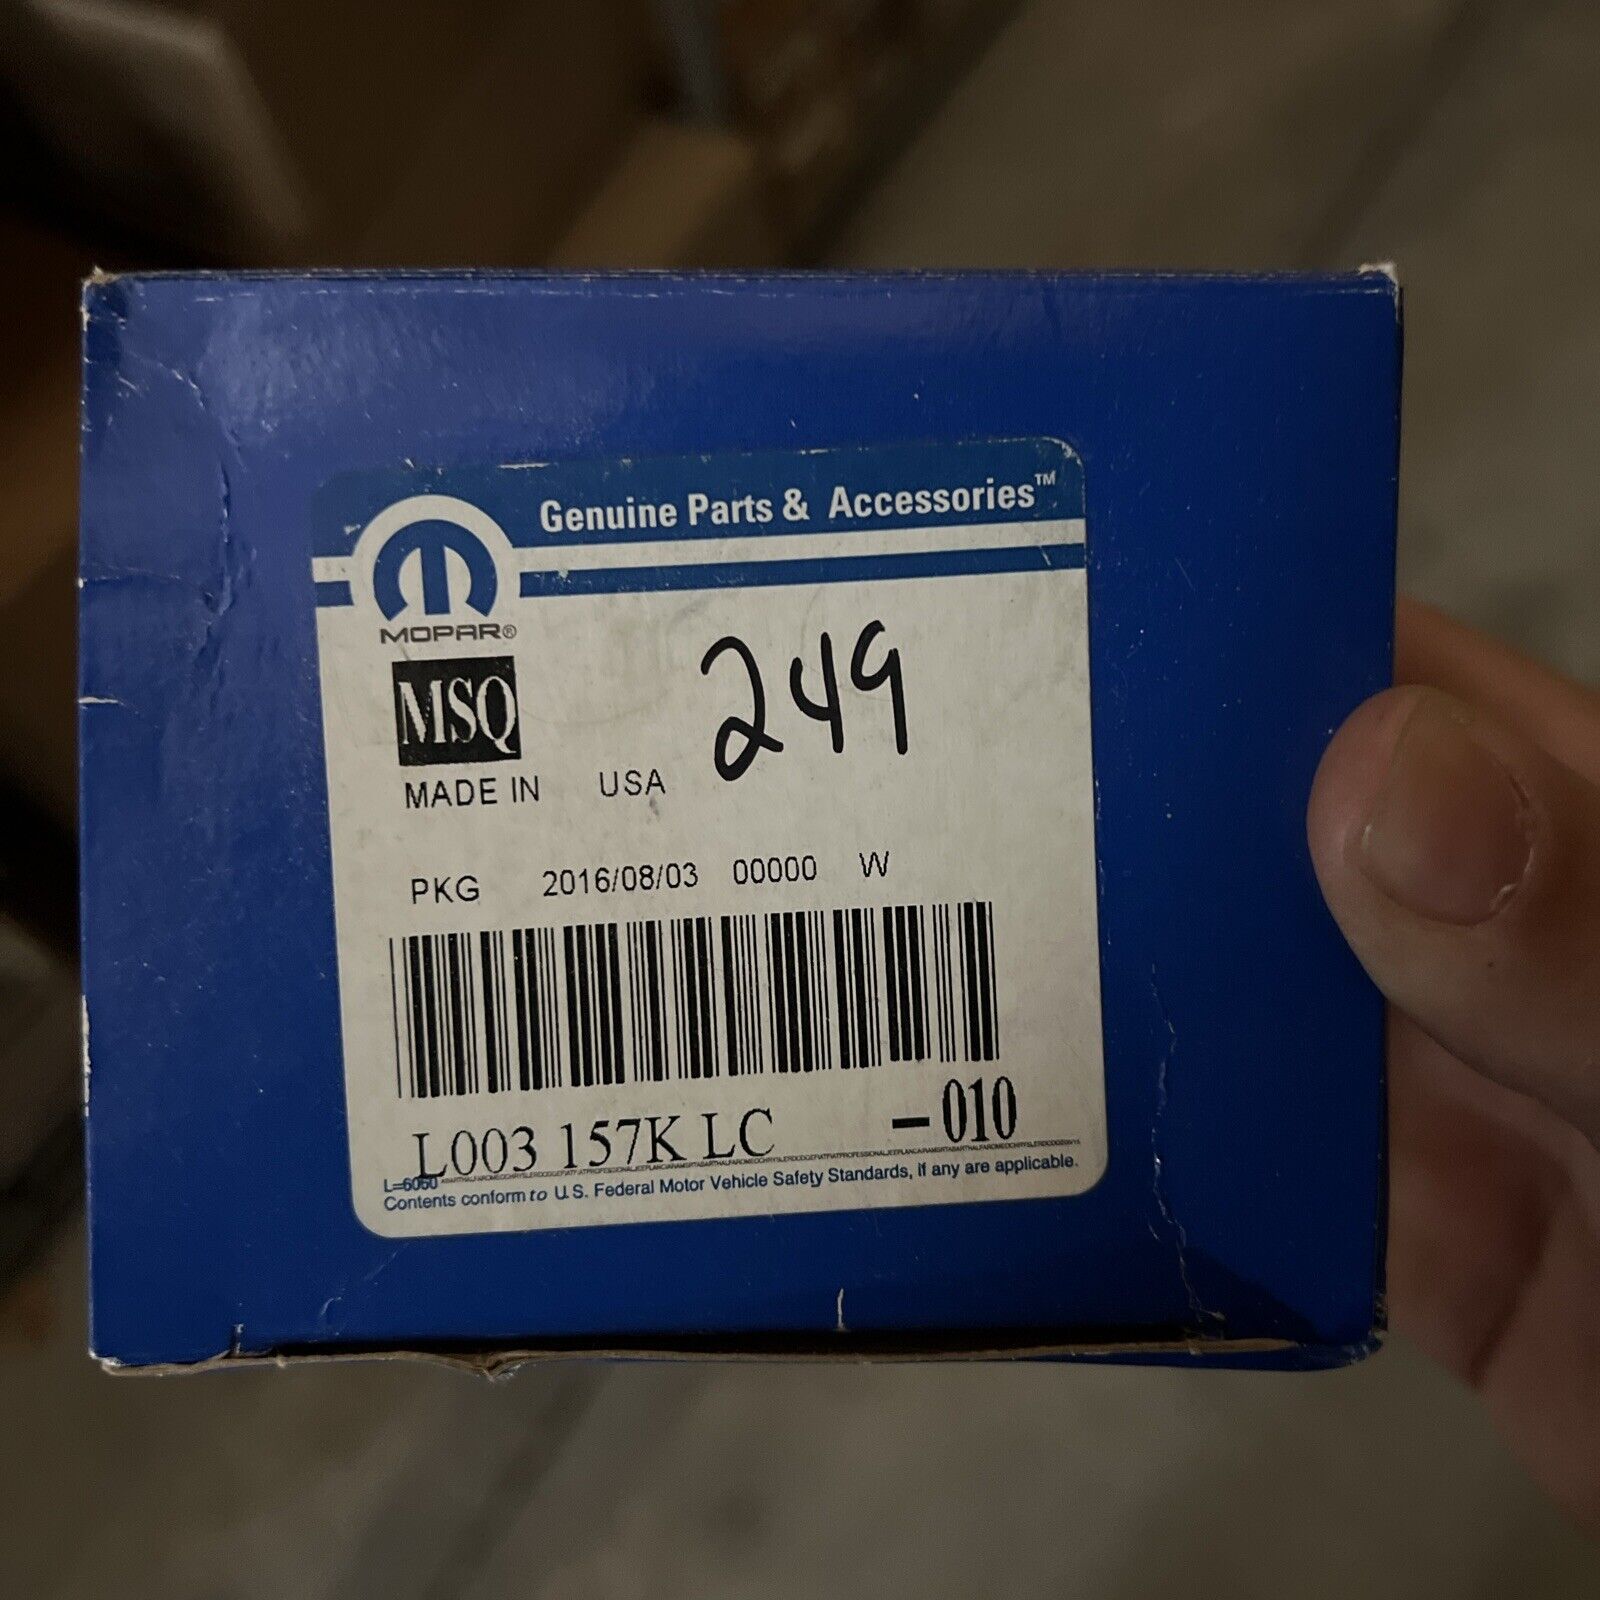 Genuine Parts & Accessories™
MOPAR®
MSQ
249
MADE IN USA
PKG 2016/08/03 00000 W
L003 157K LC -010
L=6050
Contents conform to U.S. Federal Motor Vehicle Safety Standards, if any are applicable.